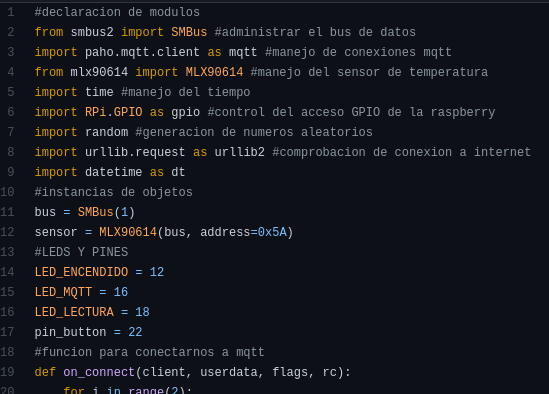 1 #declaracion de modulos
2 from smbus2 import SMBus #administrar el bus de datos
3 import paho.mqtt.client as mqtt #manejo de conexiones mqtt
4 from mlx90614 import MLX90614 #manejo del sensor de temperatura
5 import time #manejo del tiempo
6 import RPi.GPIO as gpio #control del acceso GPIO de la raspberry
7 import random #generacion de numeros aleatorios
8 import urllib.request as urllib2 #comprobacion de conexion a internet
9 import datetime as dt
10 #instancias de objetos
11 bus = SMBus(1)
12 sensor = MLX90614(bus, address=0x5A)
13 #LEDS Y PINES
14 LED_ENCENDIDO = 12
15 LED_MQTT = 16
16 LED_LECTURA = 18
17 pin_button = 22
18 #funcion para conectarnos a mqtt
19 def on_connect(client, userdata, flags, rc):
20 for i in range(2):